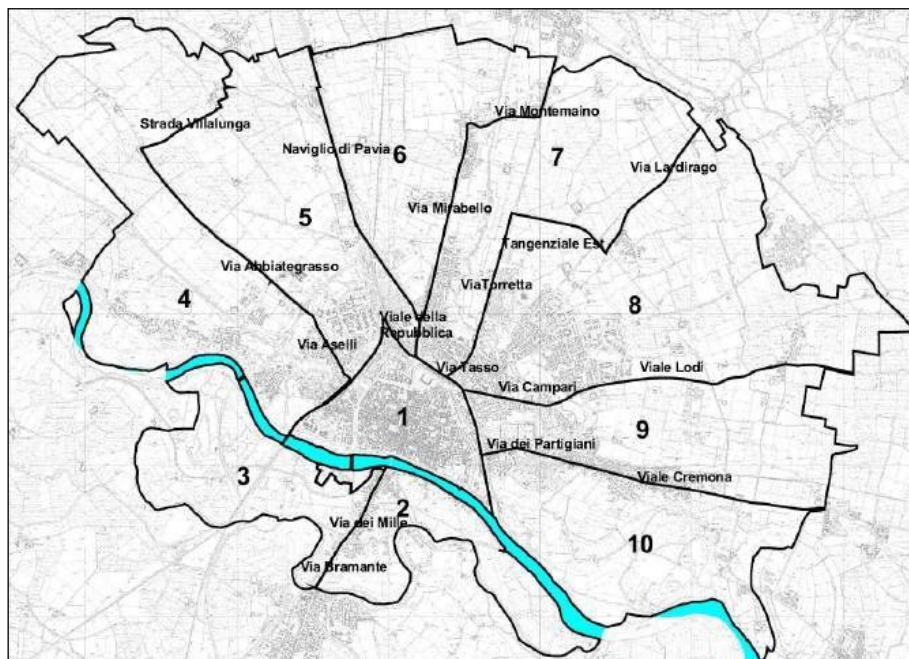 Via Montemaino
Strada Villalunga
Naviglio di Pavia
6
7
Via Lardirago
Via Mirabello
5
Tangenziale Est
Via Abbiategrasso
ViaTorretta
4
8
Viale della
Repubblica
Via Aselli
Via Tasso
Viale Lodi
Via Campari
1
9
Via dei Partigiani
3
Viale Cremona
2
Via dei Mille
10
Via Bramante